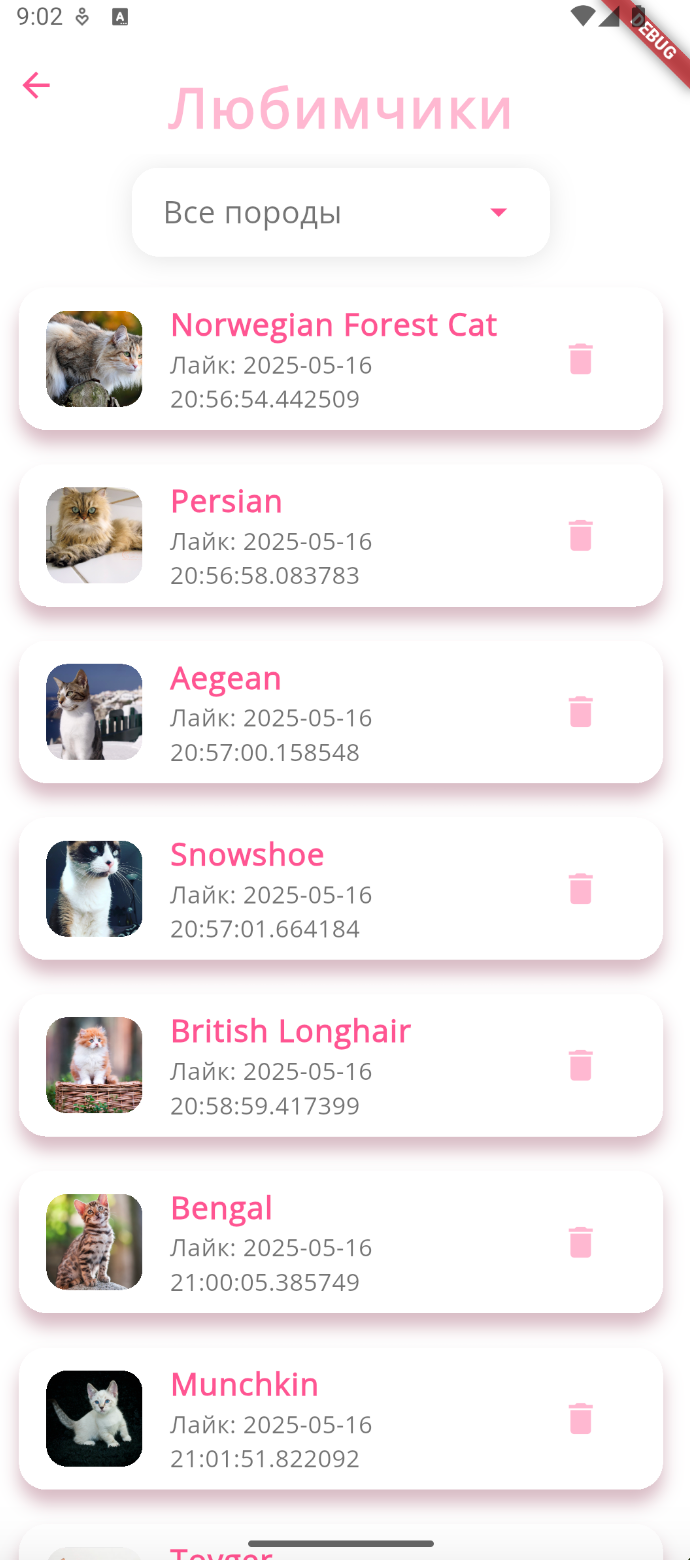 9:02
A
DEBUG
Любимчики
Все породы
Norwegian Forest Cat
Лайк: 2025-05-16
20:56:54.442509
Persian
Лайк: 2025-05-16
20:56:58.083783
Aegean
Лайк: 2025-05-16
20:57:00.158548
Snowshoe
Лайк: 2025-05-16
20:57:01.664184
British Longhair
Лайк: 2025-05-16
20:58:59.417399
Bengal
Лайк: 2025-05-16
21:00:05.385749
Munchkin
Лайк: 2025-05-16
21:01:51.822092
Toyger